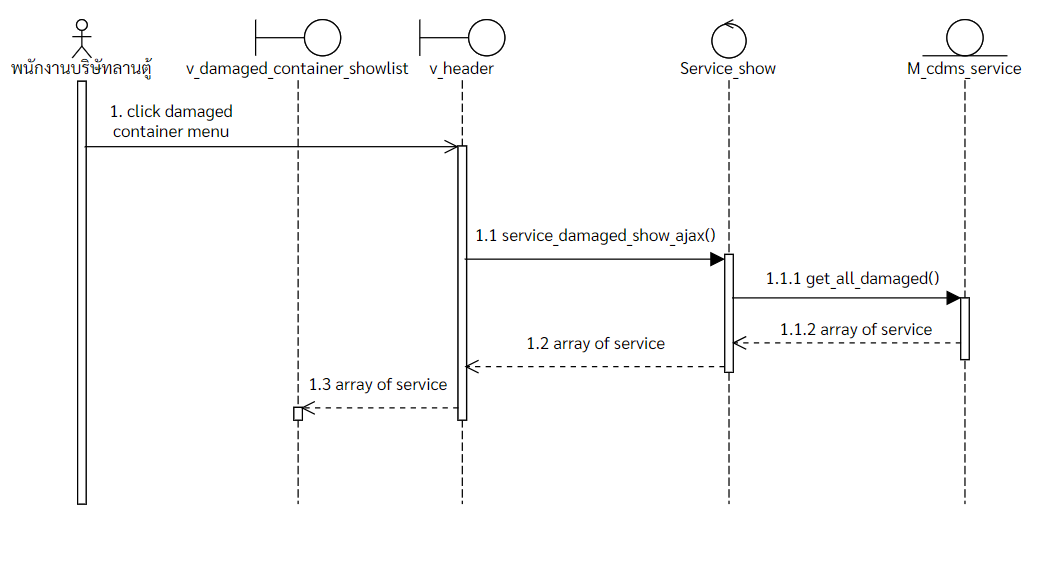 พนักงานบริษัทลานตู้
v_damaged_container_showlist
v_header
Service_show
M_cdms_service
1. click damaged
container menu
1.1 service_damaged_show_ajax()
1.1.1 get_all_damaged()
1.1.2 array of service
1.2 array of service
1.3 array of service